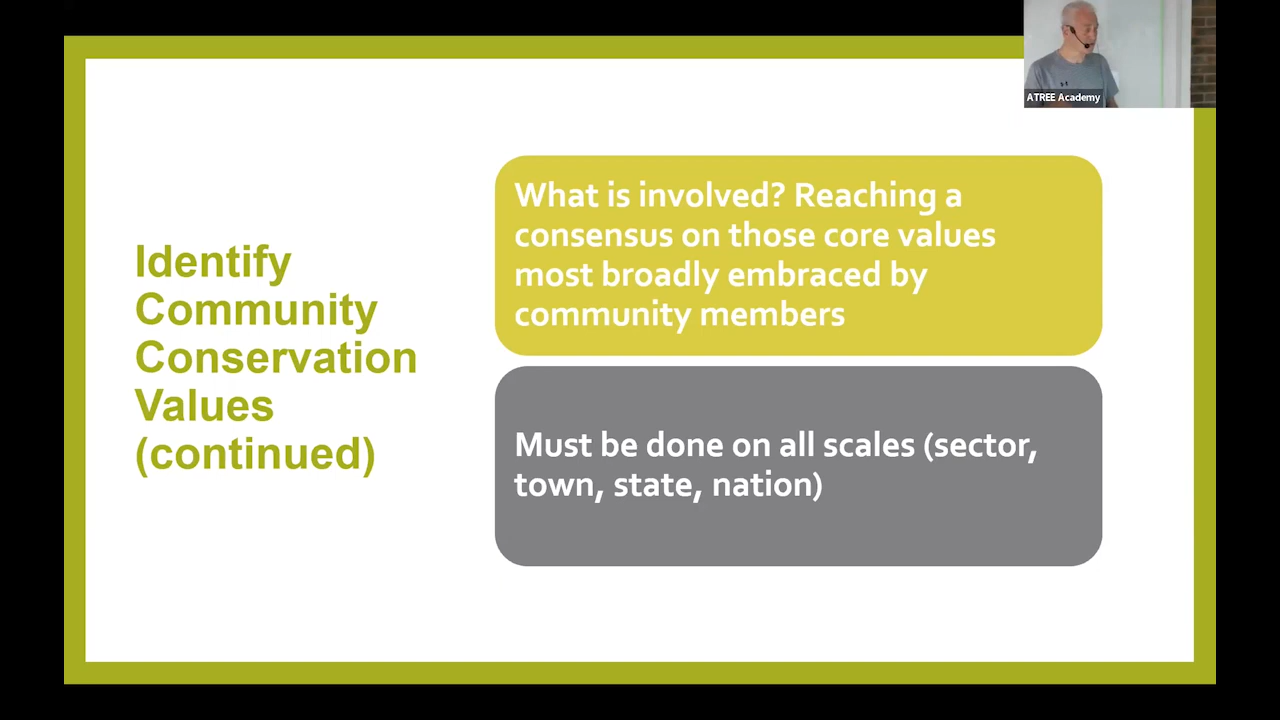 ATREE Academy
Identify
Community
Conservation
Values
(continued)
What is involved? Reaching a
consensus on those core values
most broadly embraced by
community members
Must be done on all scales (sector,
town, state, nation)